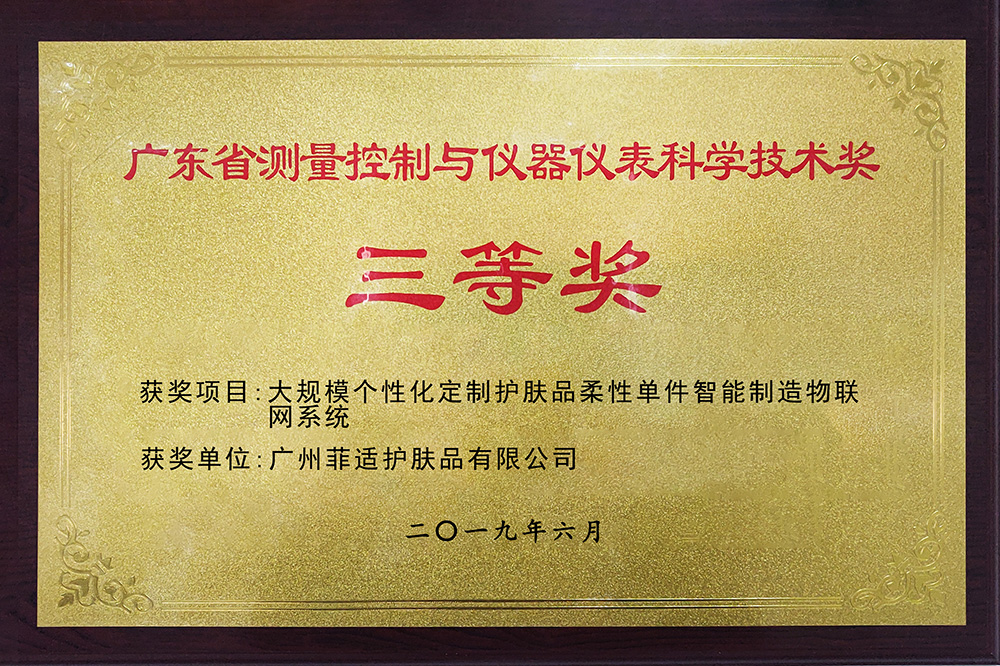 广东省测量控制与仪器仪表科学技术奖
三等奖
获奖项目:大规模个性化定制护肤品柔性单件智能制造物联
网系统
获奖单位:广州菲适护肤品有限公司
二〇一九年六月